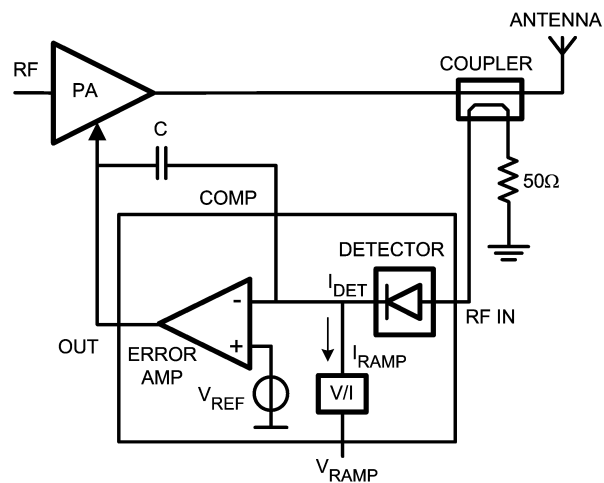 ANTENNA
RF
PA
COUPLER
C
50Ω
COMP
DETECTOR
-
I_DET
RF IN
OUT
ERROR
AMP
+
I_RAMP
V_REF
V/I
V_RAMP